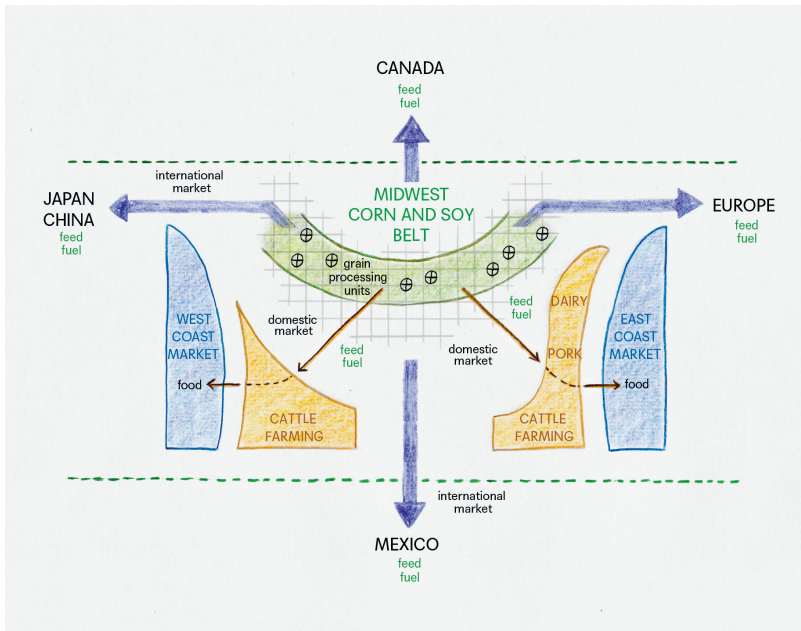 CANADA
feed
fuel
international
market
JAPAN
CHINA
feed
fuel
MIDWEST
CORN AND SOY
BELT
EUROPE
feed
fuel
grain
processing
units
WEST
COAST
MARKET
domestic
market
feed
fuel
food
CATTLE
FARMING
feed
fuel
domestic
market
DAIRY
PORK
CATTLE
FARMING
EAST
COAST
MARKET
food
international
market
MEXICO
feed
fuel